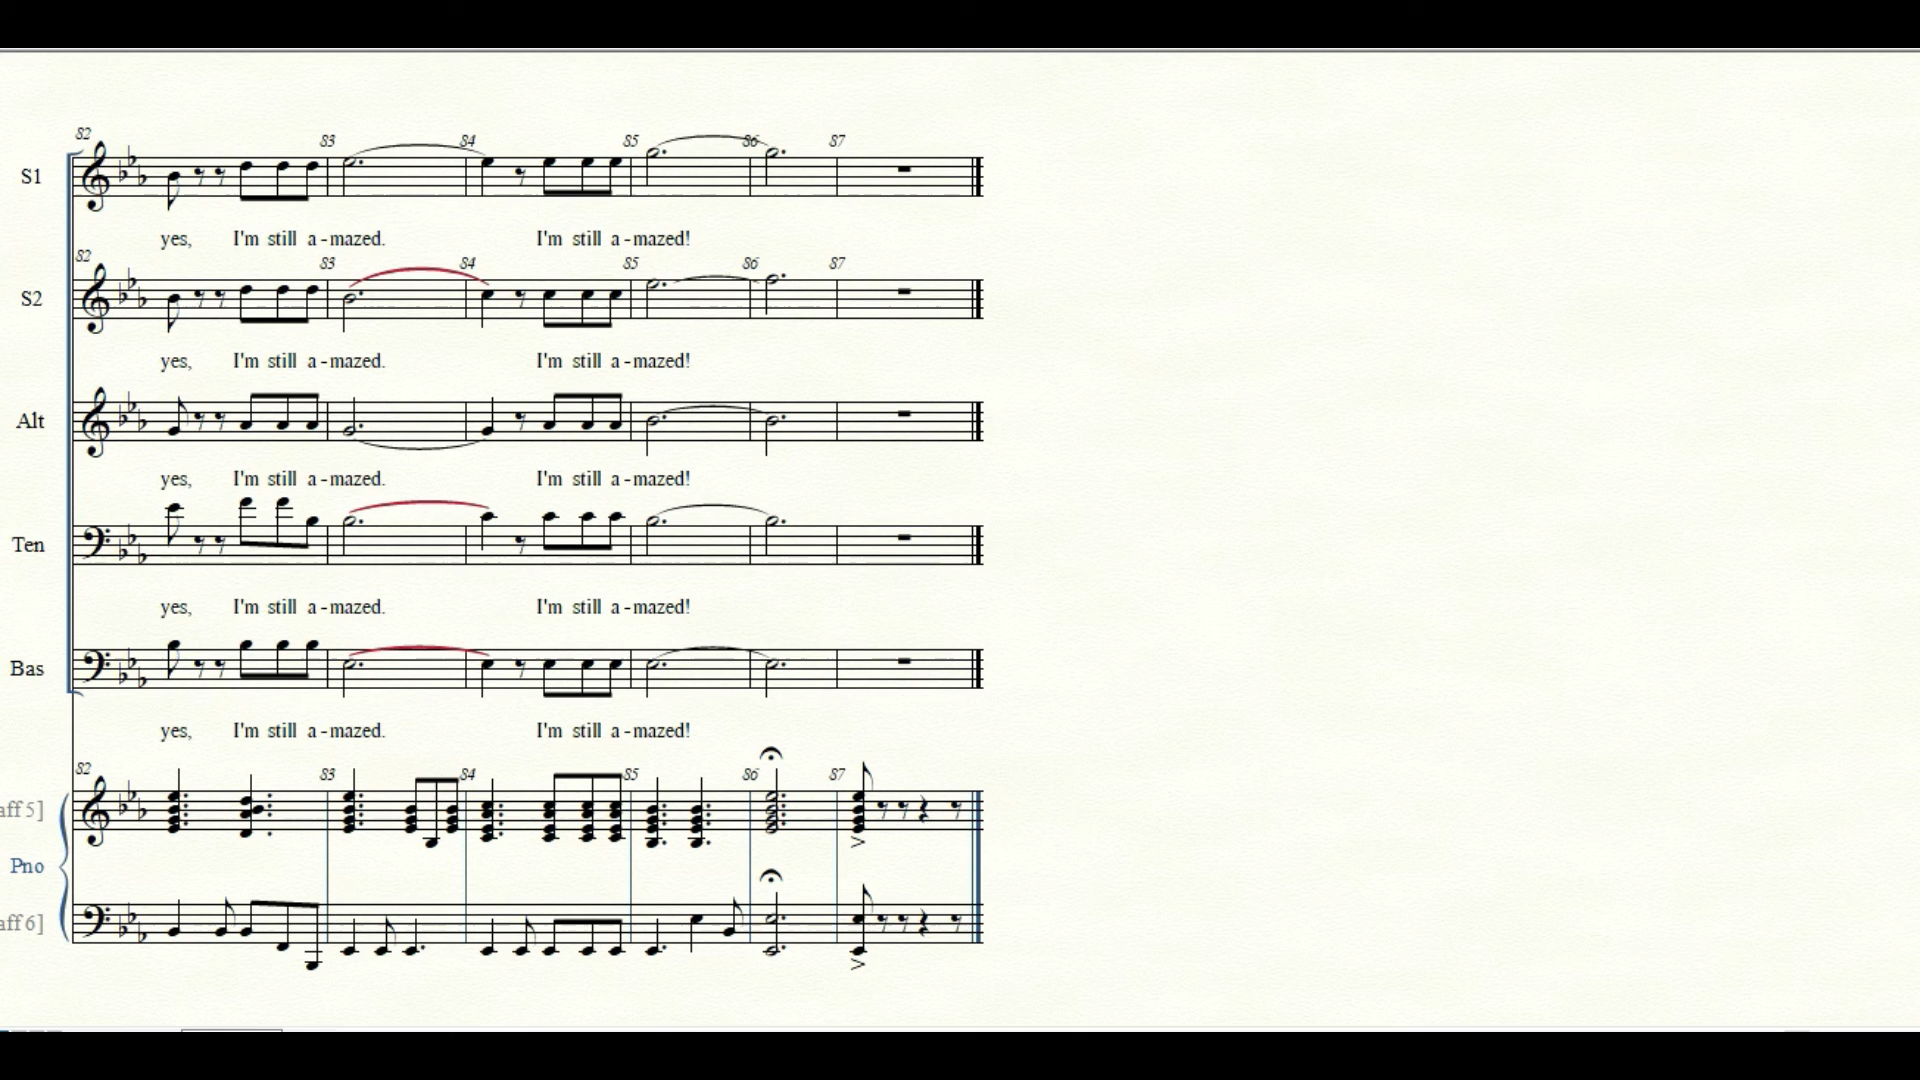 82 83 84 85 86 87
S1
yes, I'm still a-mazed. I'm still a-mazed!
82 83 84 85 86 87
S2
yes, I'm still a-mazed. I'm still a-mazed!
Alt
yes, I'm still a-mazed. I'm still a-mazed!
Ten
yes, I'm still a-mazed. I'm still a-mazed!
Bas
yes, I'm still a-mazed. I'm still a-mazed!
82 83 84 85 86 87
aff 5]
Pno
aff 6]